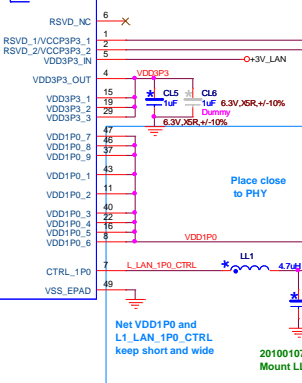 6
RSVD_NC
1
RSVD_1/VCCP3P3_1
2
RSVD_2/VCCP3P3_2
5
VDD3P3_IN
+3V_LAN
4
VDD3P3_OUT
VDD3P3
15
VDD3P3_1
19
VDD3P3_2
29
VDD3P3_3
* CL5
1uF
* CL6
1uF
6.3V,X5R,+/-10%
Dummy
6.3V,X5R,+/-10%
47
VDD1P0_7
46
VDD1P0_8
37
VDD1P0_9
43
VDD1P0_1
11
VDD1P0_2
40
VDD1P0_3
22
VDD1P0_4
16
VDD1P0_5
8
VDD1P0_6
VDD1P0
Place close
to PHY
7
CTRL_1P0
L_LAN_1P0_CTRL
LL1
* 4.7uH
49
VSS_EPAD
*
Net VDD1P0 and
L1_LAN_1P0_CTRL
keep short and wide
20100107
Mount LL